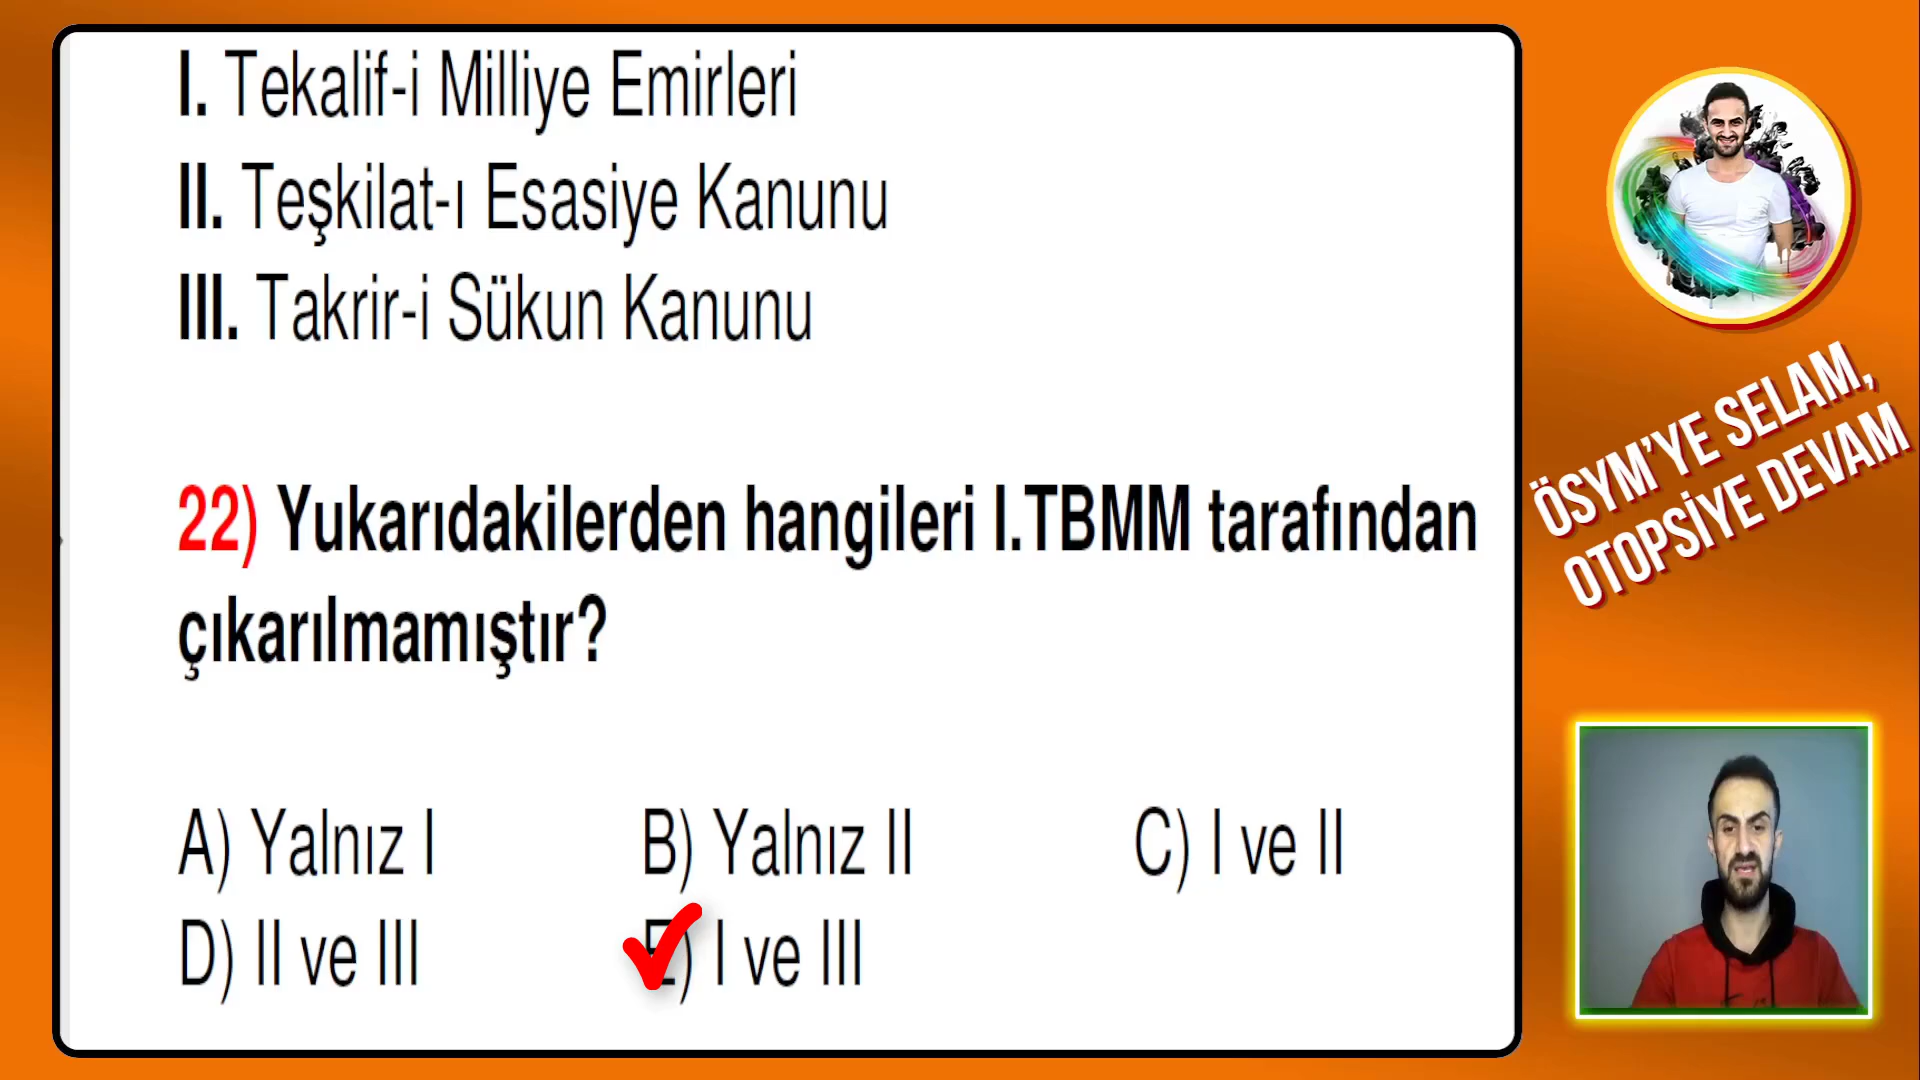 I. Tekalif-i Milliye Emirleri
II. Teşkilat-ı Esasiye Kanunu
III. Takrir-i Sükun Kanunu
22) Yukarıdakilerden hangileri I.TBMM tarafından
çıkarılmamıştır?
A) Yalnız I B) Yalnız II C) I ve II
D) II ve III E) I ve III
ÖSYM'YE SELAM,
OTOPSİYE DEVAM